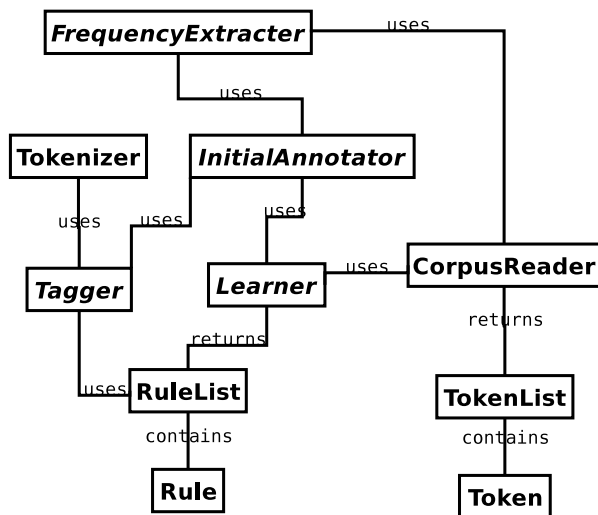 uses
FrequencyExtracter
uses
Tokenizer
InitialAnnotator
uses
uses
uses
CorpusReader
uses
Tagger
Learner
returns
returns
uses
RuleList
TokenList
contains
contains
Rule
Token